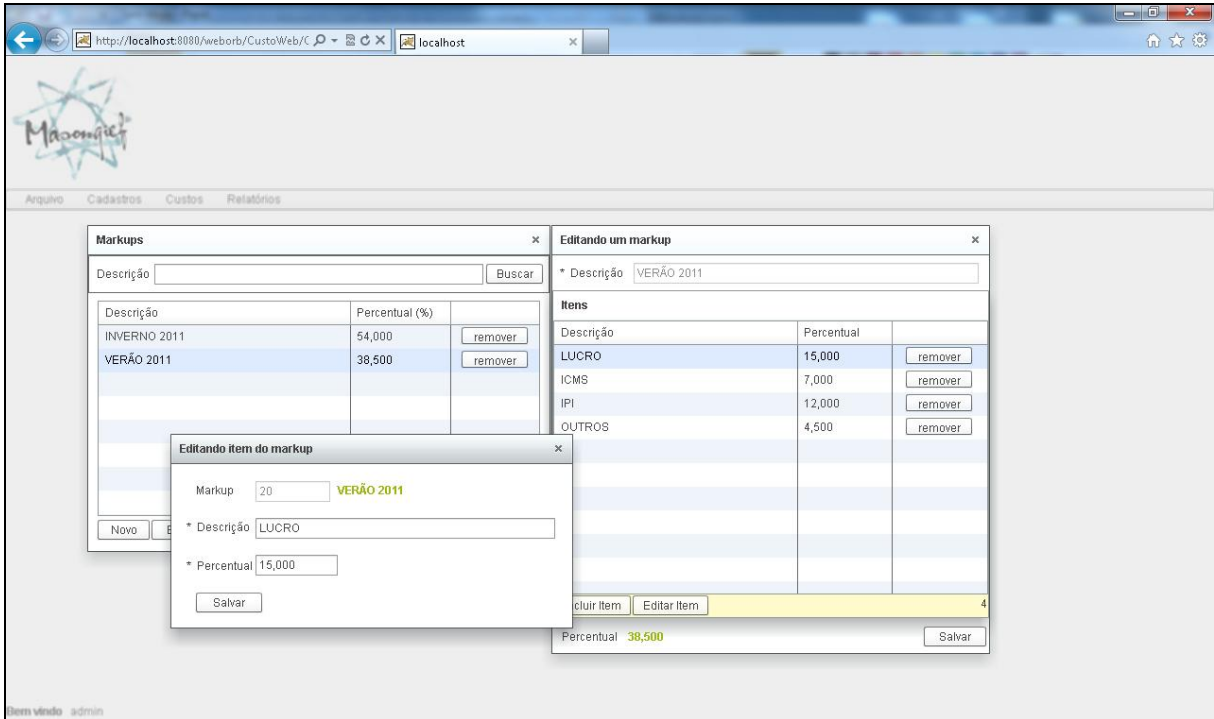 http://localhost:8080/weborb/CustoWeb/C
localhost
Masongief
Arquivo Cadastros Custos Relatórios
Markups
Descrição Buscar
Descrição Percentual (%)
INVERNO 2011 54,000 remover
VERÃO 2011 38,500 remover
Novo
Editando um markup
* Descrição VERÃO 2011
Itens
Descrição Percentual
LUCRO 15,000 remover
ICMS 7,000 remover
IPI 12,000 remover
OUTROS 4,500 remover
cluir Item Editar Item 4
Percentual 38,500 Salvar
Editando item do markup
Markup 20 VERÃO 2011
* Descrição LUCRO
* Percentual 15,000
Salvar
Bem vindo admin